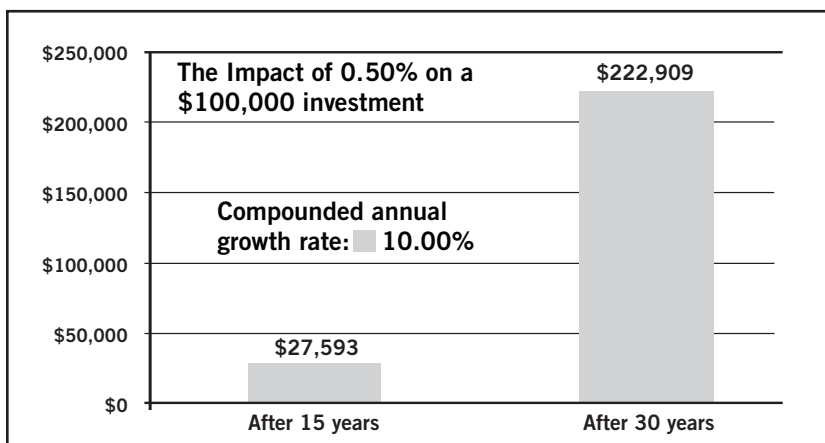 The Impact of 0.50% on a
$100,000 investment
Compounded annual
growth rate: 10.00%
$250,000
$200,000
$150,000
$100,000
$50,000
$0
$27,593
$222,909
After 15 years
After 30 years